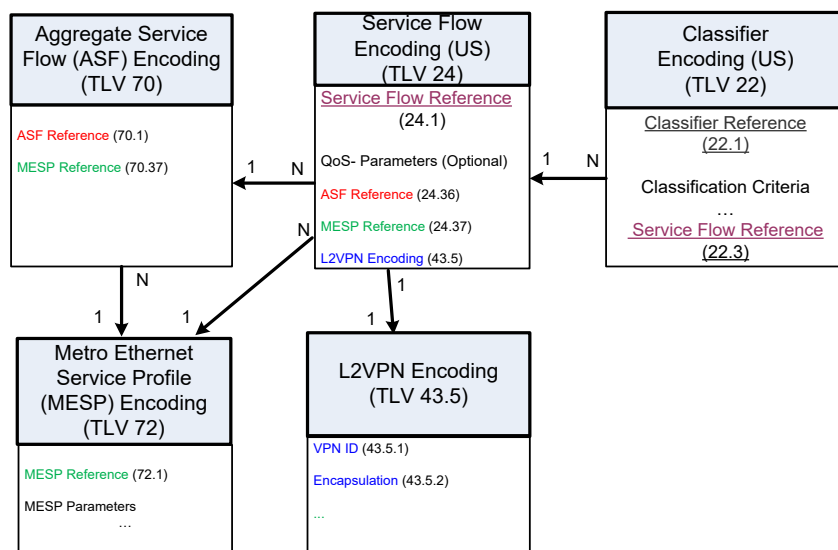 Aggregate Service
Flow (ASF) Encoding
(TLV 70)
ASF Reference (70.1)
MESP Reference (70.37)
Service Flow
Encoding (US)
(TLV 24)
Service Flow Reference
(24.1)
QoS- Parameters (Optional)
ASF Reference (24.36)
MESP Reference (24.37)
L2VPN Encoding (43.5)
Classifier
Encoding (US)
(TLV 22)
Classifier Reference
(22.1)
Classification Criteria
...
Service Flow Reference
(22.3)
1
N
1
N
N
1
N
1
1
1
Metro Ethernet
Service Profile
(MESP) Encoding
(TLV 72)
MESP Reference (72.1)
MESP Parameters
...
L2VPN Encoding
(TLV 43.5)
VPN ID (43.5.1)
Encapsulation (43.5.2)
...